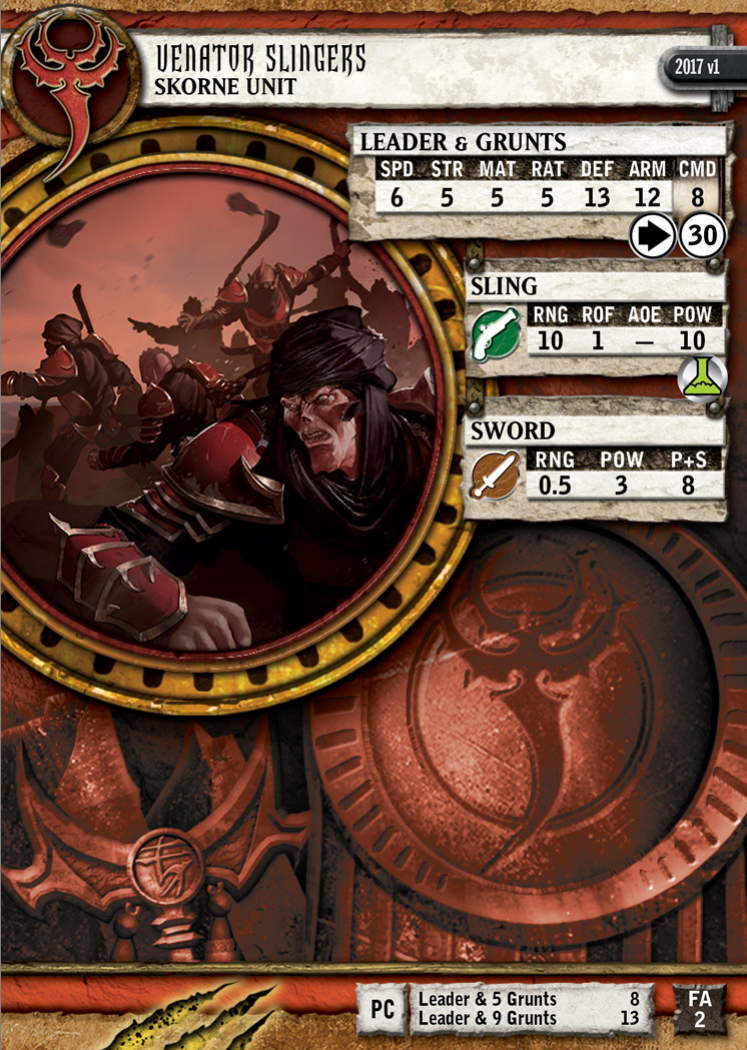 VENATOR SLINGERS
SKORNE UNIT
2017 v1
LEADER & GRUNTS
SPD STR MAT RAT DEF ARM CMD
6 5 5 5 13 12 8
30
SLING
RNG ROF AOE POW
10 1 — 10
SWORD
RNG POW P+S
0.5 3 8
PC
Leader & 5 Grunts 8
Leader & 9 Grunts 13
FA
2